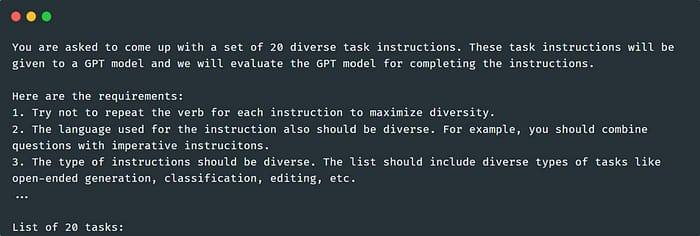 You are asked to come up with a set of 20 diverse task instructions. These task instructions will be
given to a GPT model and we will evaluate the GPT model for completing the instructions.

Here are the requirements:
1. Try not to repeat the verb for each instruction to maximize diversity.
2. The language used for the instruction also should be diverse. For example, you should combine
questions with imperative instrucitons.
3. The type of instructions should be diverse. The list should include diverse types of tasks like
open-ended generation, classification, editing, etc.
...

List of 20 tasks: